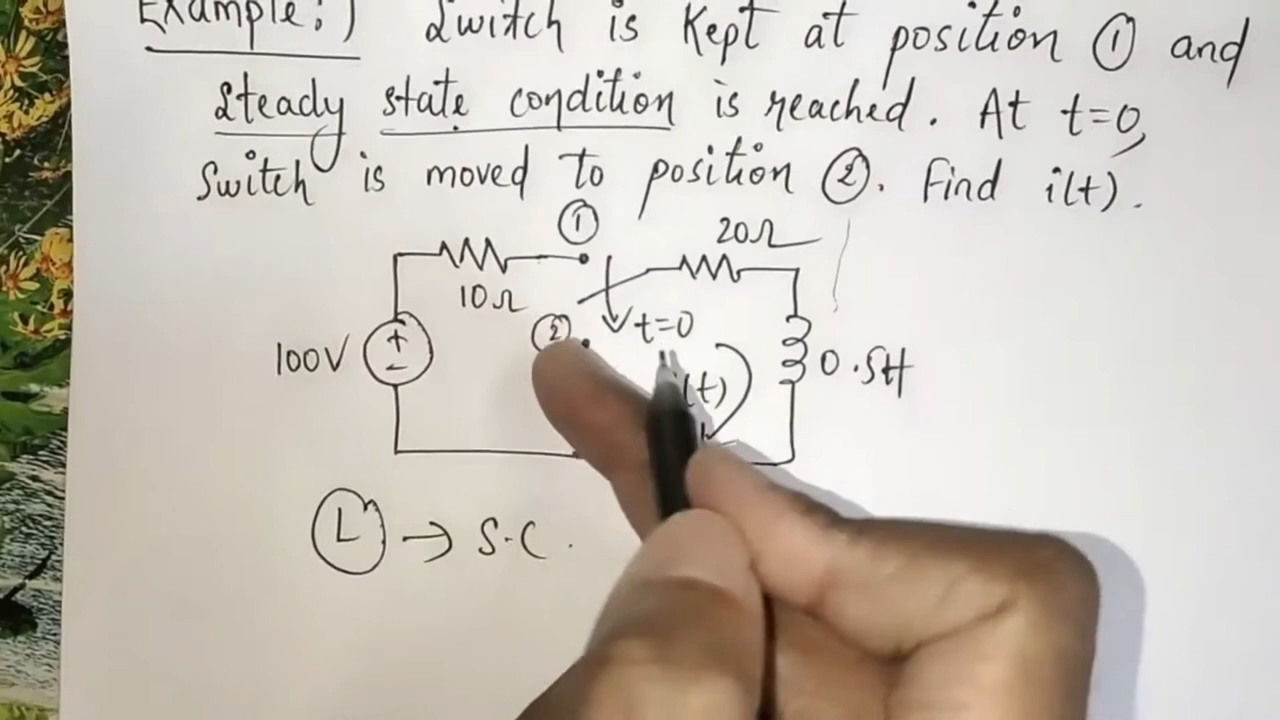 Example:) Switch is kept at position ① and
steady state condition is reached. At t=0,
Switch is moved to position ②. Find i(t).
①
20Ω
10Ω
② t=0
100V
0.5H
i(t)
L → S.C.